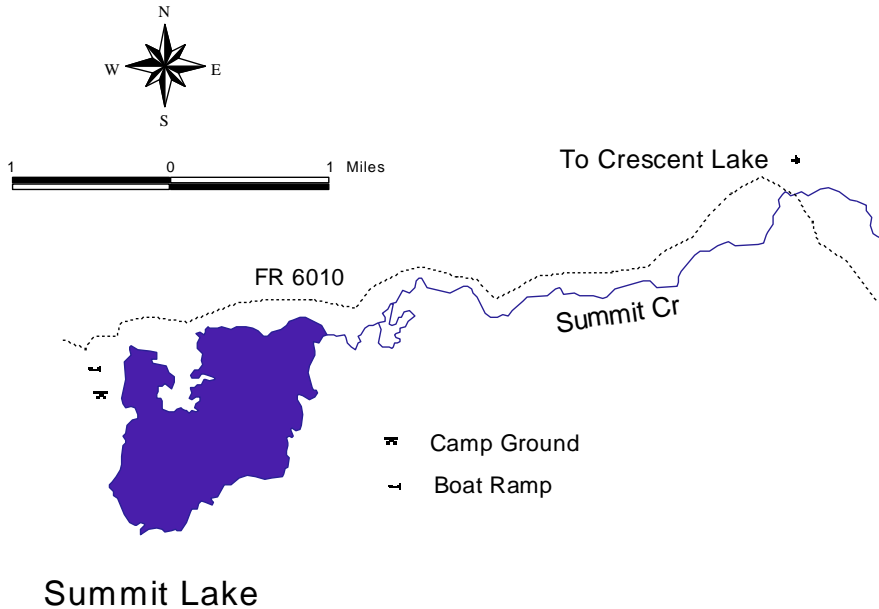 N
W E
S
1 0 1 Miles
To Crescent Lake
FR 6010
Summit Cr
Camp Ground
Boat Ramp
Summit Lake